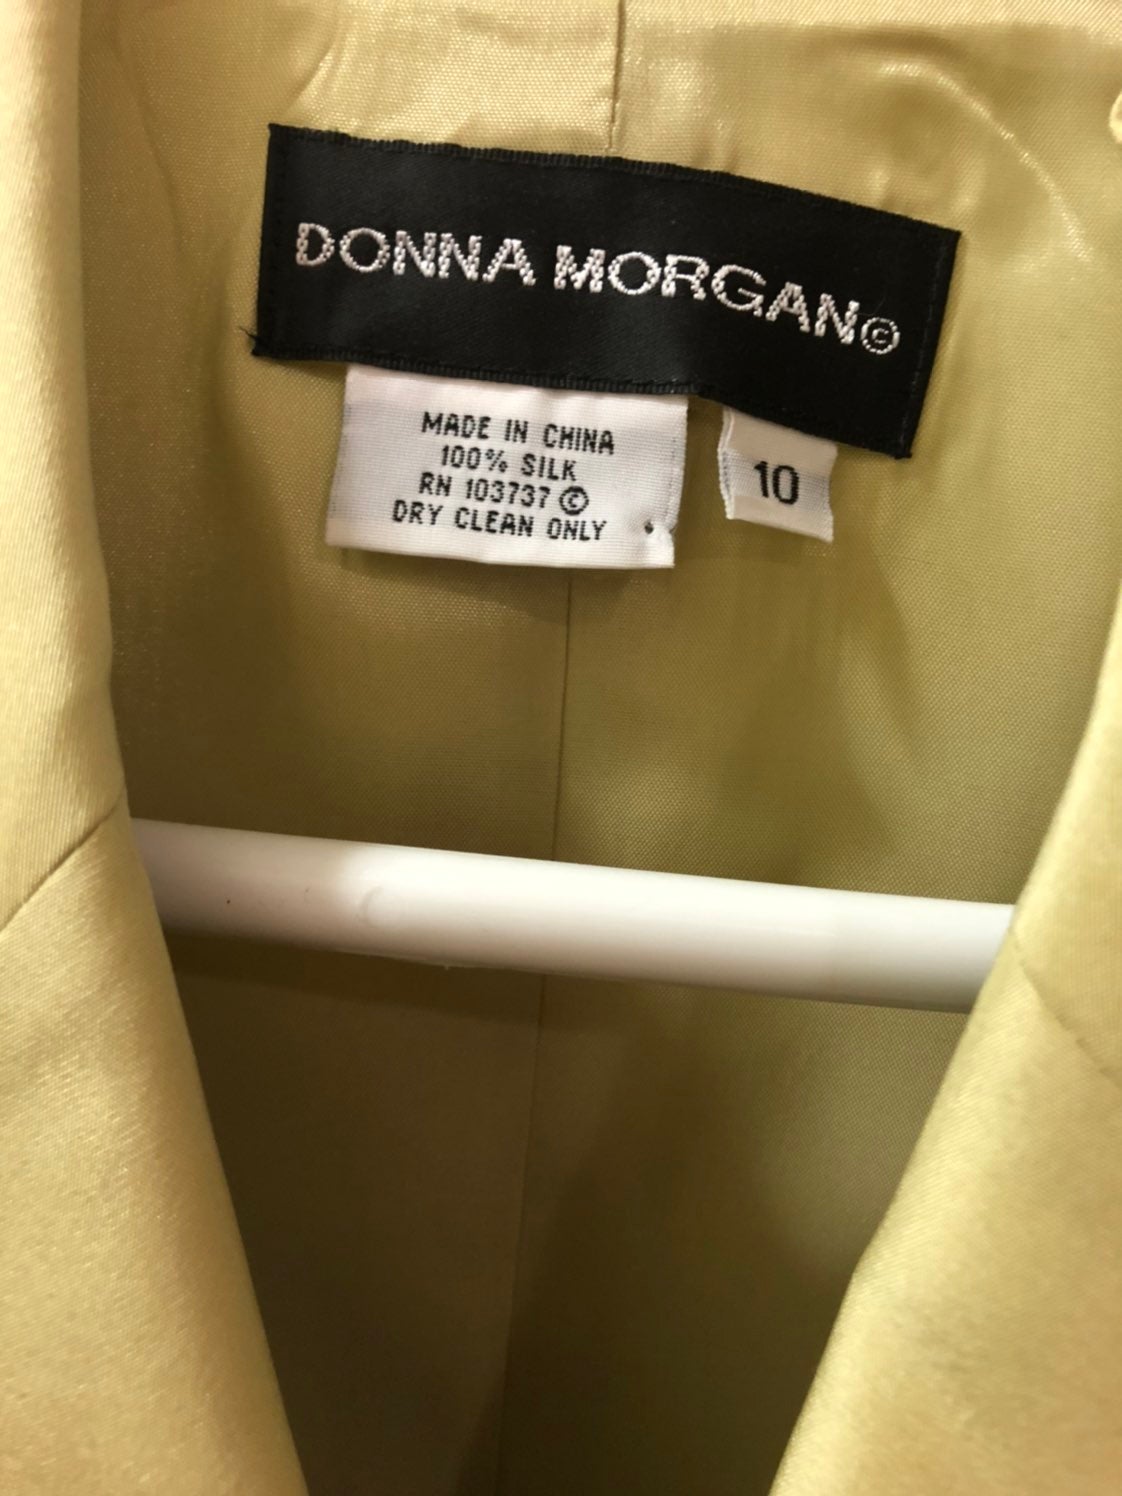 DONNA MORGAN©
MADE IN CHINA
100% SILK
RN 103737 ©
DRY CLEAN ONLY
10